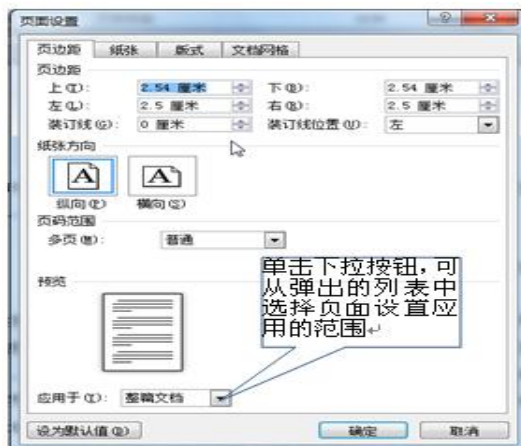 页面设置
页边距 纸张 版式 文档网格
页边距
上(T): 2.54 厘米 下(B): 2.54 厘米
左(L): 2.5 厘米 右(R): 2.5 厘米
装订线(G): 0 厘米 装订线位置(U): 左
纸张方向
A A
纵向(P) 横向(S)
页码范围
多页(M): 普通
单击下拉按钮,可
从弹出的列表中
选择页面设置应
用的范围↵
预览
应用于(Y): 整篇文档
设为默认值(D) 确定 取消